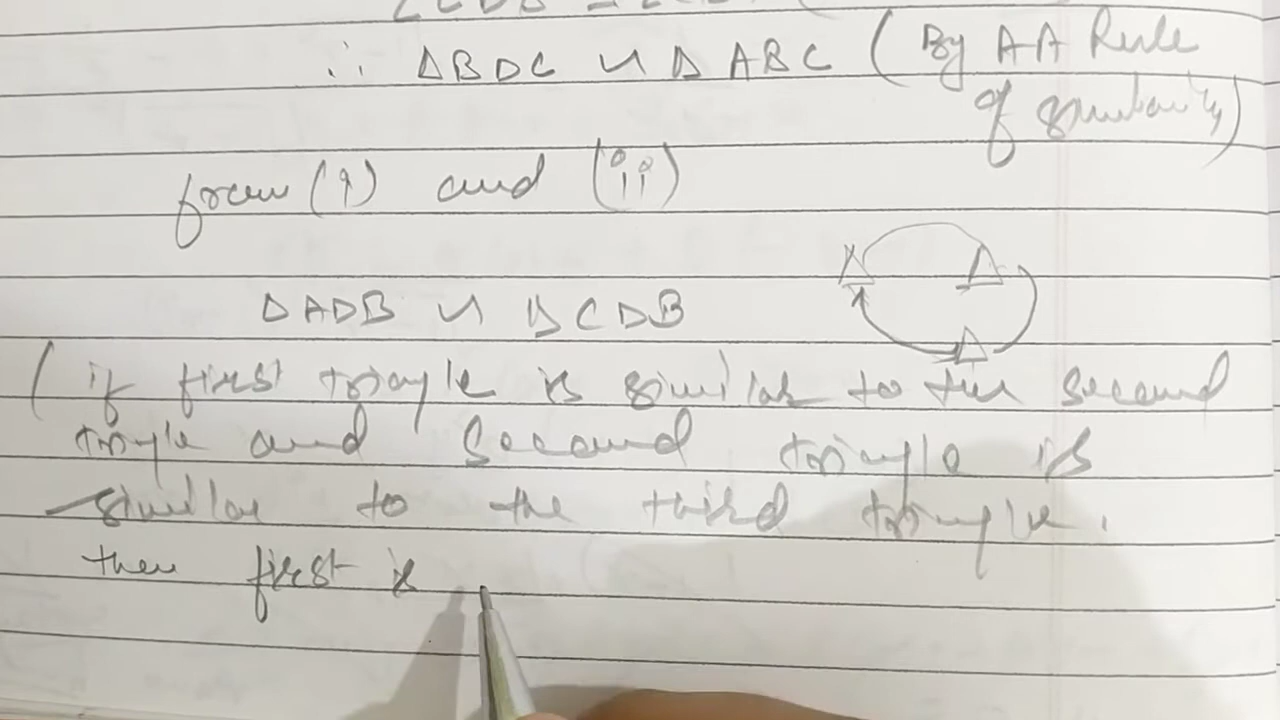 ∴ ΔBDC ∽ ΔABC (By AA Rule
of similarity)
from (i) and (ii)
ΔADB ∽ ΔCDB
(if first triangle is similar to the second
triangle and second triangle is
similar to the third triangle.
then first is